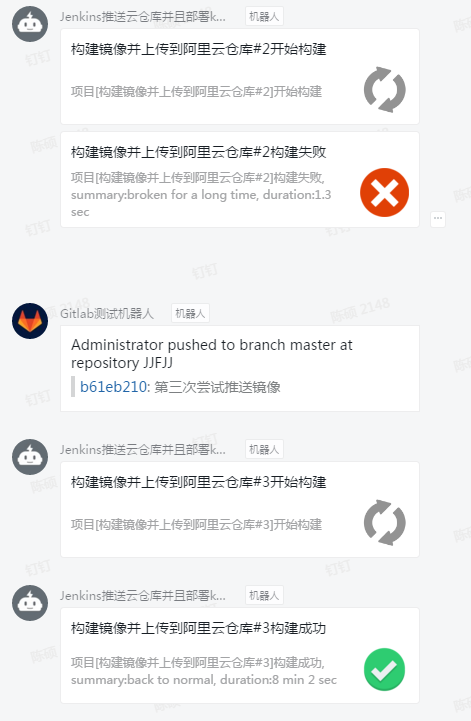 Jenkins推送云仓库并且部署k... 机器人
构建镜像并上传到阿里云仓库#2开始构建
项目[构建镜像并上传到阿里云仓库#2]开始构建
构建镜像并上传到阿里云仓库#2构建失败
项目[构建镜像并上传到阿里云仓库#2]构建失败,
summary:broken for a long time, duration:1.3
sec
钉钉
Gitlab测试机器人 机器人
陈硕 2148
Administrator pushed to branch master at
repository JJFJJ
b61eb210: 第三次尝试推送镜像
Jenkins推送云仓库并且部署k... 机器人
构建镜像并上传到阿里云仓库#3开始构建
项目[构建镜像并上传到阿里云仓库#3]开始构建
钉钉
Jenkins推送云仓库并且部署k... 机器人
构建镜像并上传到阿里云仓库#3构建成功
项目[构建镜像并上传到阿里云仓库#3]构建成功,
summary:back to normal, duration:8 min 2 sec